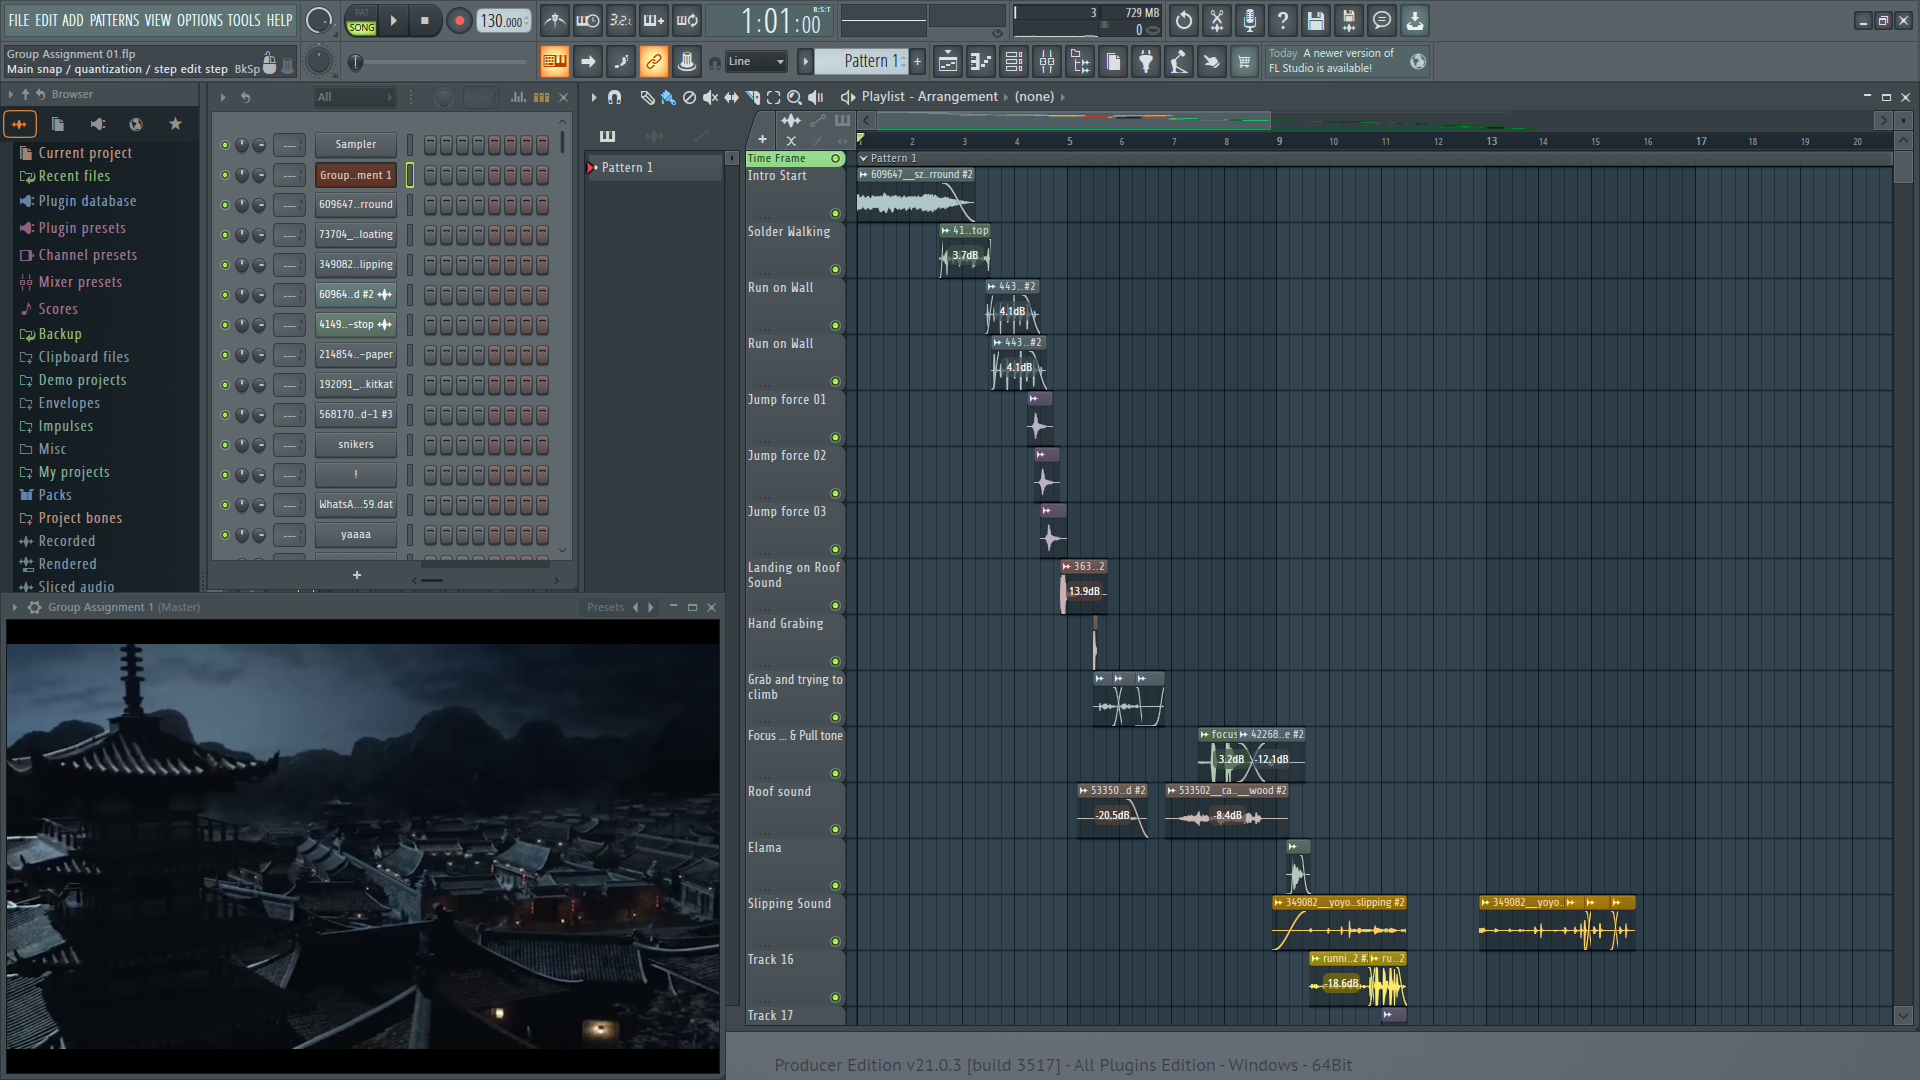 FILE EDIT ADD PATTERNS VIEW OPTIONS TOOLS HELP
PAT
SONG
130.000
3.2.:
1:01:00
B:S:T
3
729 MB
0
Group Assignment 01.flp
Main snap / quantization / step edit step BkSp
Line
Pattern 1
Today A newer version of
FL Studio is available!
Browser
All
Playlist - Arrangement
(none)
Current project
Recent files
Plugin database
Plugin presets
Channel presets
Mixer presets
Scores
Backup
Clipboard files
Demo projects
Envelopes
Impulses
Misc
My projects
Packs
Project bones
Recorded
Rendered
Sliced audio
Sampler
Group..ment 1
609647..rround
73704_..loating
349082..lipping
60964..d #2
4149..-stop
214854..-paper
192091_..kitkat
568170..d-1 #3
snikers
!
WhatsA...59.dat
yaaaa
Pattern 1
1 2 3 4 5 6 7 8 9 10 11 12 13 14 15 16 17 18 19 20
Time Frame
Pattern 1
Intro Start
609647__sz..rround #2
Solder Walking
41..top
3.7dB
Run on Wall
443..#2
4.1dB
Run on Wall
443..#2
4.1dB
Jump force 01
Jump force 02
Jump force 03
Landing on Roof
Sound
363..2
13.9dB
Hand Grabing
Grab and trying to
climb
Focus ... & Pull tone
focus
42268..e #2
3.2dB
-12.1dB
Roof sound
53350..d #2
-20.5dB
533502__ca..__wood #2
-8.4dB
Elama
Slipping Sound
349082__yoyo..slipping #2
349082__yoyo.
Track 16
runni..2 #.
ru..2
-18.6dB
Track 17
Group Assignment 1 (Master)
Presets
Producer Edition v21.0.3 [build 3517] - All Plugins Edition - Windows - 64Bit